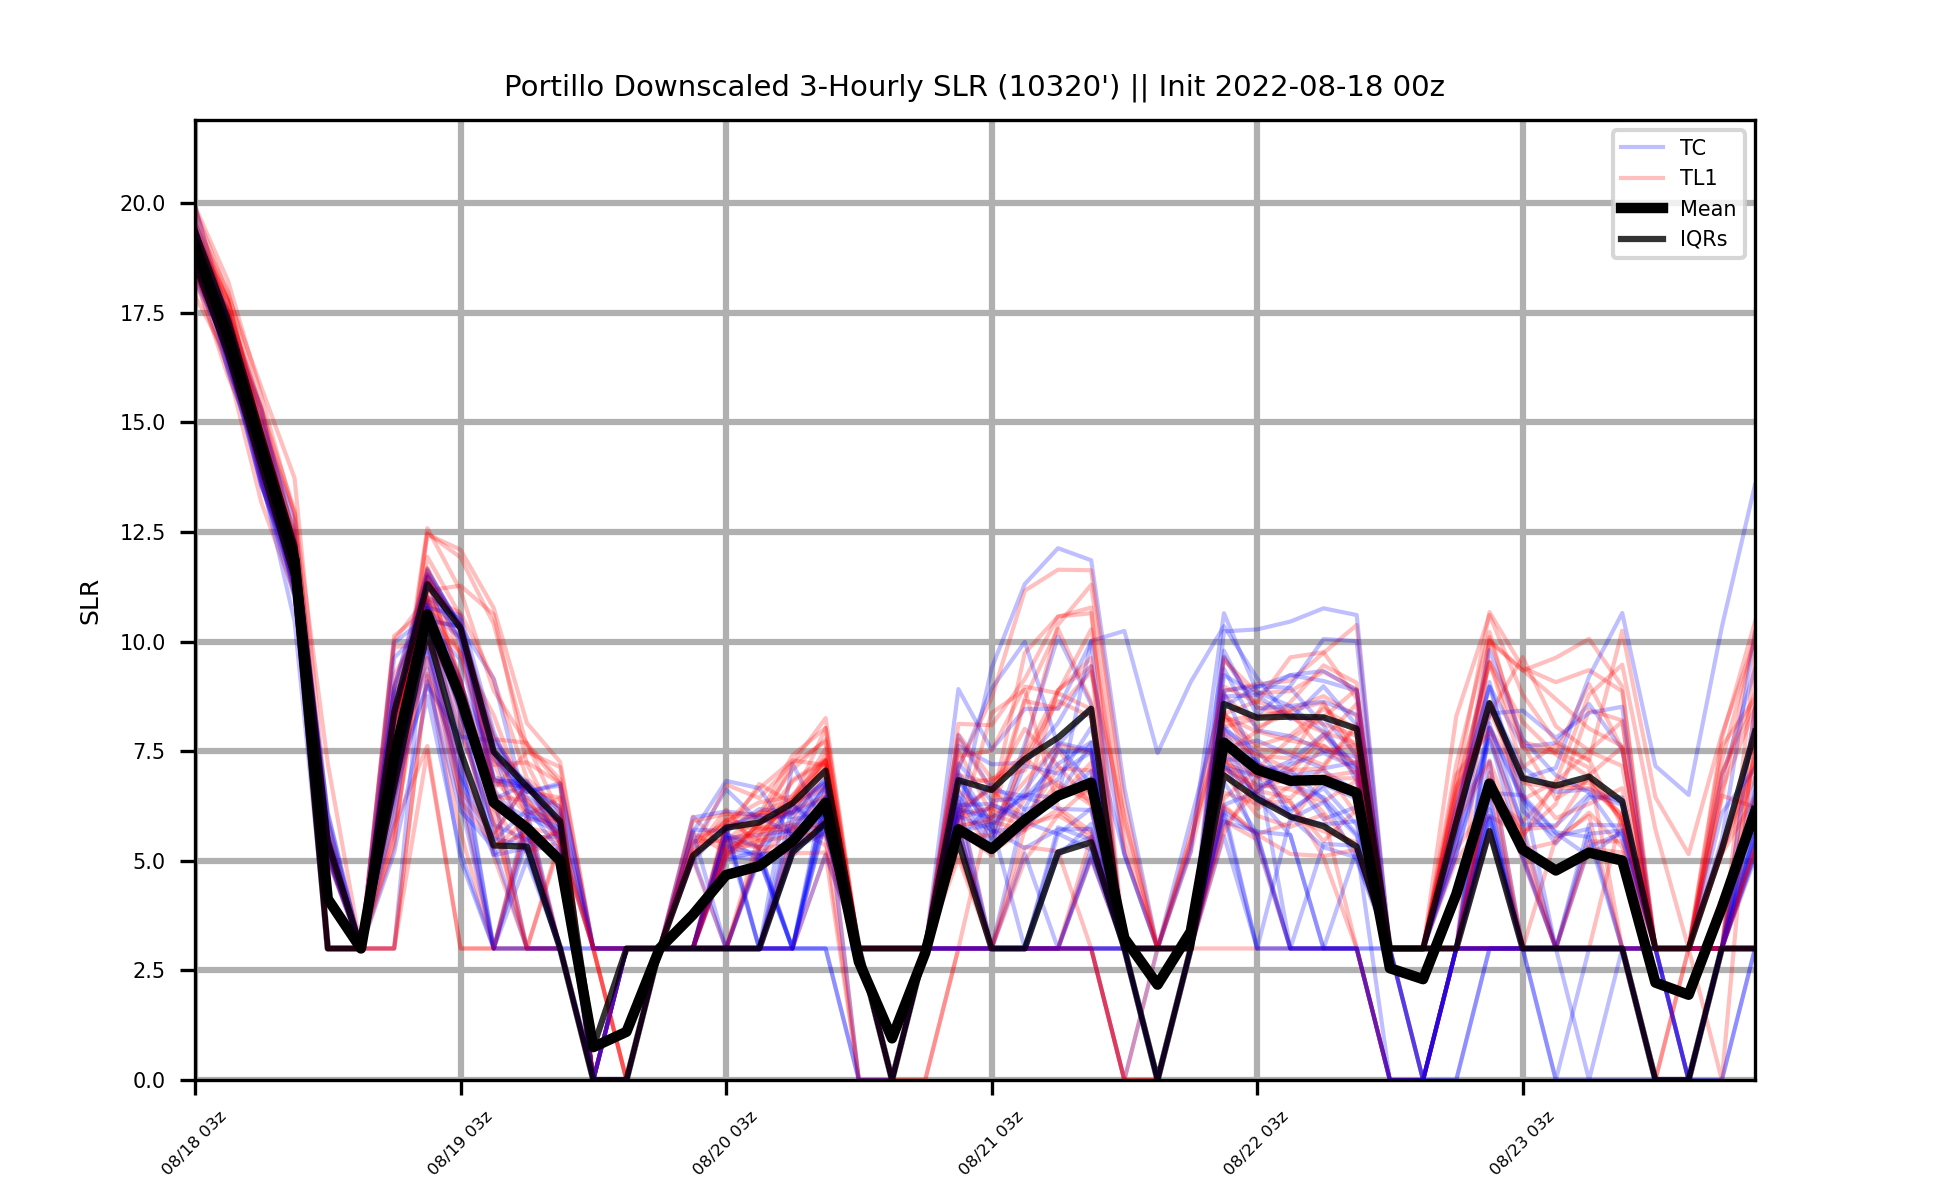 Portillo Downscaled 3-Hourly SLR (10320') || Init 2022-08-18 00z
TC
TL1
Mean
IQRs
SLR
20.0
17.5
15.0
12.5
10.0
7.5
5.0
2.5
0.0
08/18 03z
08/19 03z
08/20 03z
08/21 03z
08/22 03z
08/23 03z